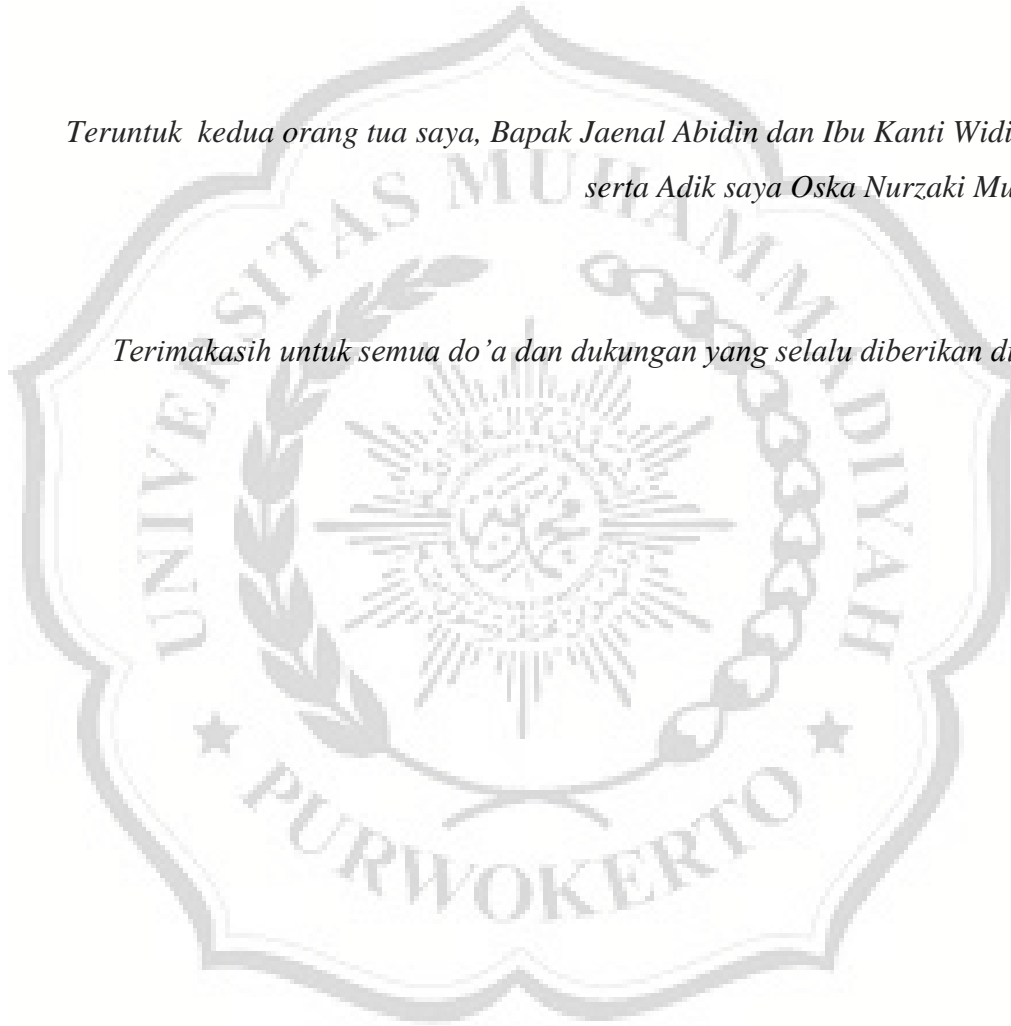 Teruntuk kedua orang tua saya, Bapak Jaenal Abidin dan Ibu Kanti
serta Adik saya Oska Nurzaki
Terimakasih untuk semua do’a dan dukungan yang selalu diberikan
UNIVERSITAS MUHAMMADIYAH
PURWOKERTO